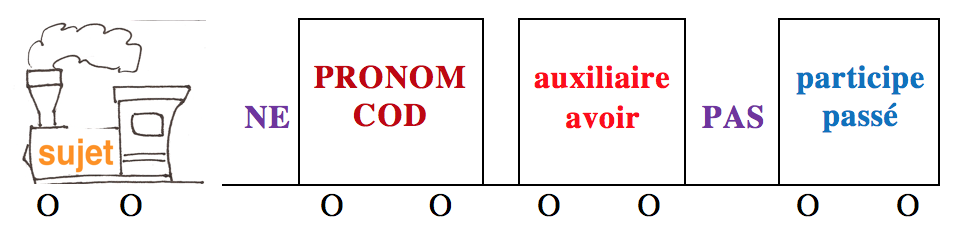 sujet NE PRONOM COD auxiliaire avoir PAS participe passé
O O O O O O O O